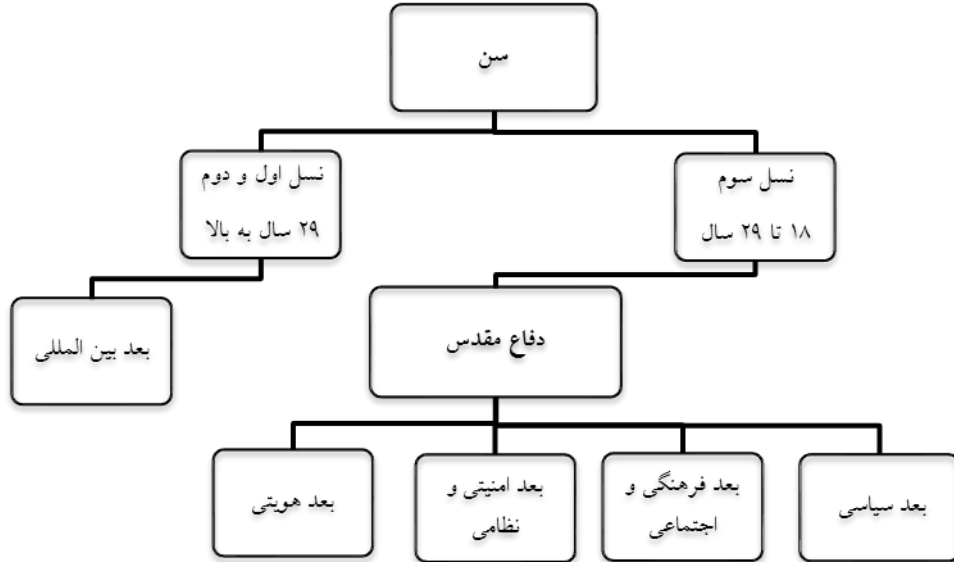 سن
نسل سوم
۱۸ تا ۲۹ سال
نسل اول و دوم
۲۹ سال به بالا
دفاع مقدس
بعد بین المللی
بعد سیاسی
بعد فرهنگی و
اجتماعی
بعد امنیتی و
نظامی
بعد هویتی